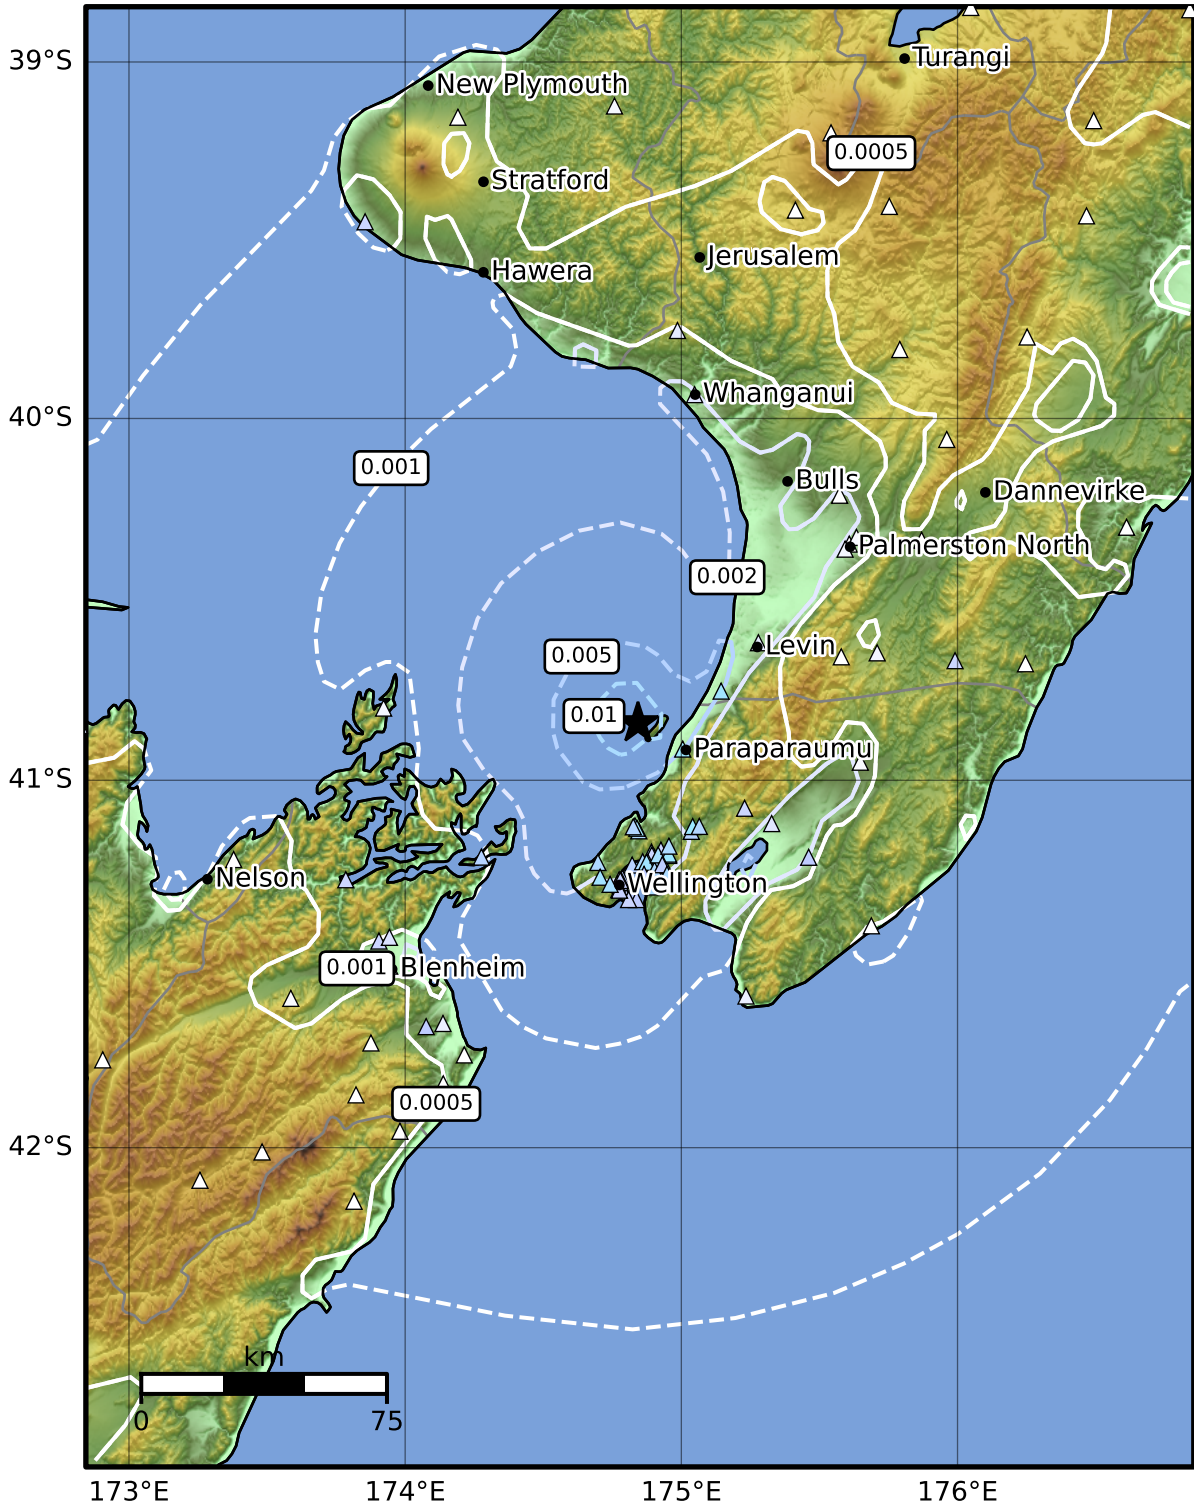 39°S
Turangi
New Plymouth
0.0005
Stratford
Jerusalem
Hawera
Whanganui
40°S
0.001
Bulls
Dannevirke
Palmerston North
0.002
Levin
0.005
0.01
Paraparaumu
41°S
Nelson
Wellington
0.001
Blenheim
0.0005
42°S
km
0
75
173°E
174°E
175°E
176°E